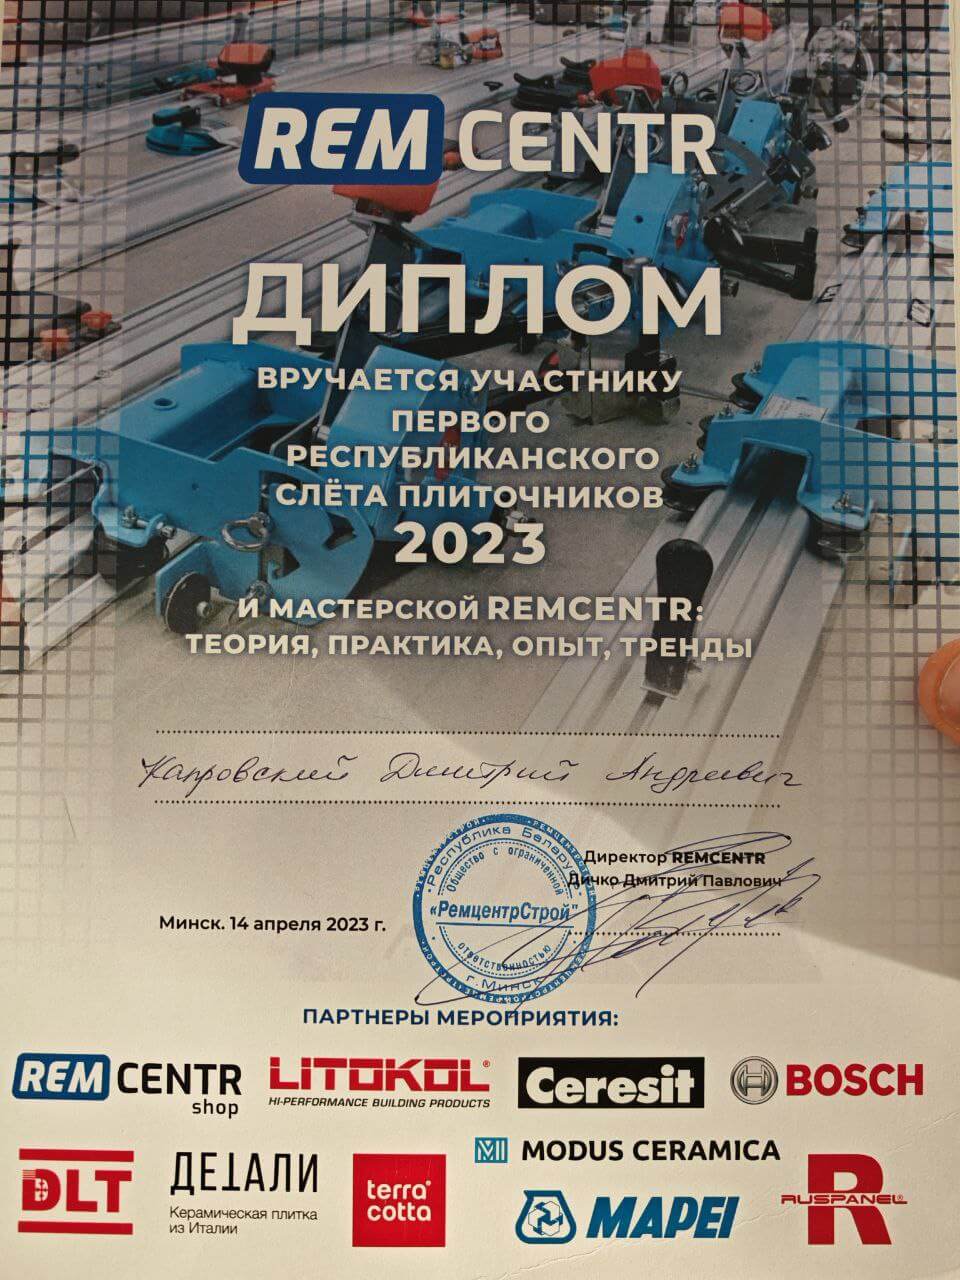 REM CENTR
ДИПЛОМ
ВРУЧАЕТСЯ УЧАСТНИКУ
ПЕРВОГО
РЕСПУБЛИКАНСКОГО
СЛЁТА ПЛИТОЧНИКОВ
2023
И МАСТЕРСКОЙ REMCENTR:
ТЕОРИЯ, ПРАКТИКА, ОПЫТ, ТРЕНДЫ
Капровский Дмитрий Андреевич
Республика Беларусь
Общество с ограниченной
«РемцентрСтрой"
ответственностью
г. Минск
Директор REMCENTR
Дичко Дмитрий Павлович
Минск. 14 апреля 2023 г.
ПАРТНЕРЫ МЕРОПРИЯТИЯ:
REM CENTR
shop
LITOKOL®
HI-PERFORMANCE BUILDING PRODUCTS
Ceresit
BOSCH
DLT
ДЕТАЛИ
Керамическая плитка
из Италии
terra
cotta
MODUS CERAMICA
MAPEI
R
RUSPANEL®